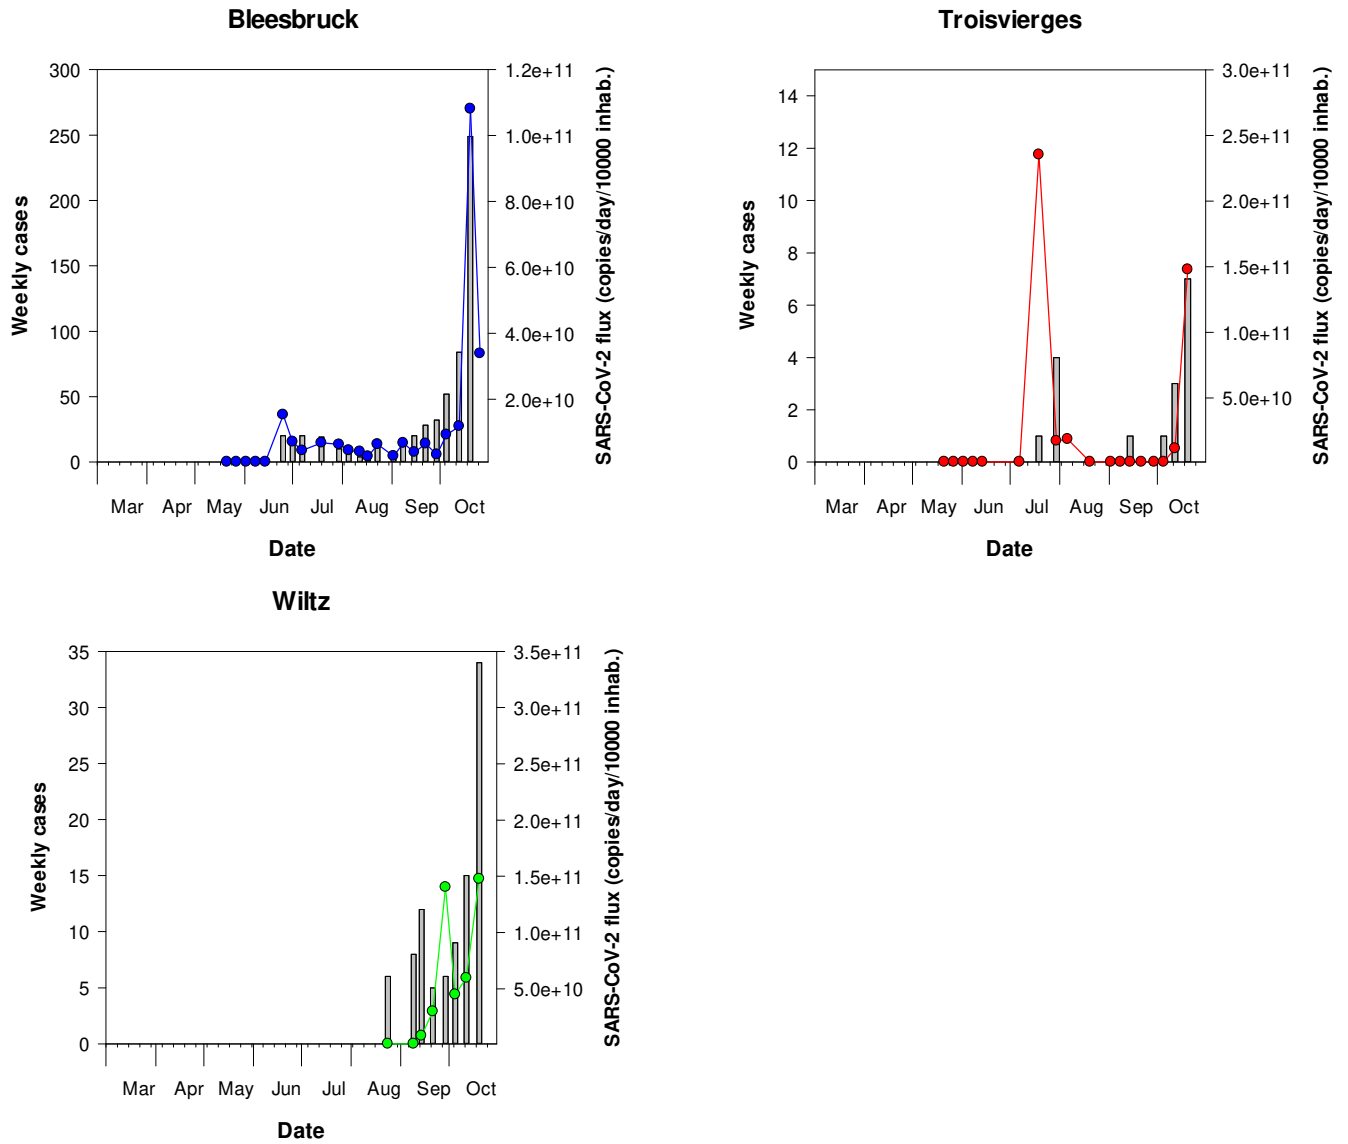 Bleesbruck
300
250
200
150
100
50
0
Weekly cases
1.2e+11
1.0e+11
8.0e+10
6.0e+10
4.0e+10
2.0e+10
SARS-CoV-2 flux (copies/day/10000 inhab.)
Mar Apr May Jun Jul Aug Sep Oct
Date
Troisvierges
14
12
10
8
6
4
2
0
Weekly cases
3.0e+11
2.5e+11
2.0e+11
1.5e+11
1.0e+11
5.0e+10
SARS-CoV-2 flux (copies/day/10000 inhab.)
Mar Apr May Jun Jul Aug Sep Oct
Date
Wiltz
35
30
25
20
15
10
5
0
Weekly cases
3.5e+11
3.0e+11
2.5e+11
2.0e+11
1.5e+11
1.0e+11
5.0e+10
SARS-CoV-2 flux (copies/day/10000 inhab.)
Mar Apr May Jun Jul Aug Sep Oct
Date